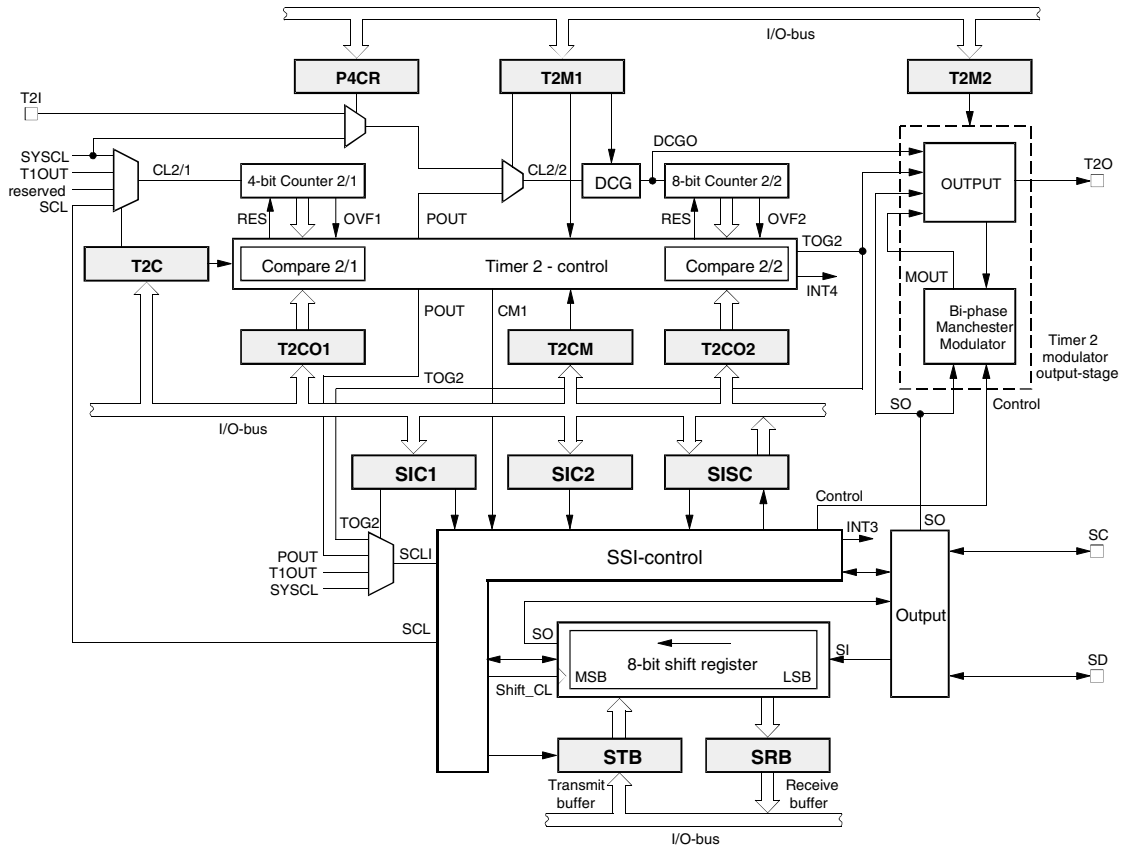 I/O-bus
P4CR
T2M1
T2M2
T2I
DCGO
SYSCL
T1OUT
reserved
SCL
CL2/1
4-bit Counter 2/1
CL2/2
DCG
8-bit Counter 2/2
OUTPUT
T2O
RES
OVF1
POUT
RES
OVF2
TOG2
T2C
Compare 2/1
Timer 2 - control
Compare 2/2
INT4
MOUT
Bi-phase
Manchester
Modulator
Timer 2
modulator
output-stage
POUT
CM1
T2CO1
T2CM
T2CO2
TOG2
SO
Control
I/O-bus
SIC1
SIC2
SISC
Control
TOG2
POUT
T1OUT
SYSCL
SCLI
SSI-control
INT3
SO
SC
Output
SCL
SO
8-bit shift register
MSB
LSB
SI
SD
Shift_CL
STB
SRB
Transmit
buffer
Receive
buffer
I/O-bus